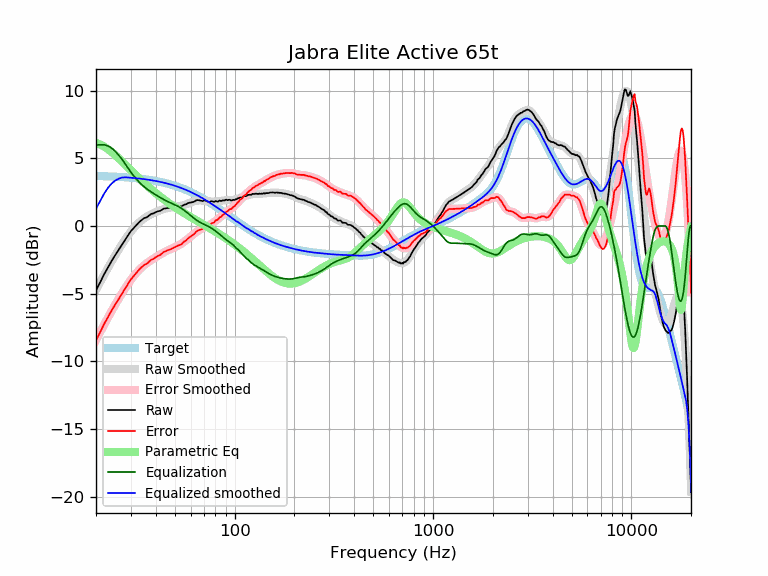 Jabra Elite Active 65t
Amplitude (dBr)
10
5
0
−5
−10
−15
−20
Target
Raw Smoothed
Error Smoothed
Raw
Error
Parametric Eq
Equalization
Equalized smoothed
100
1000
10000
Frequency (Hz)